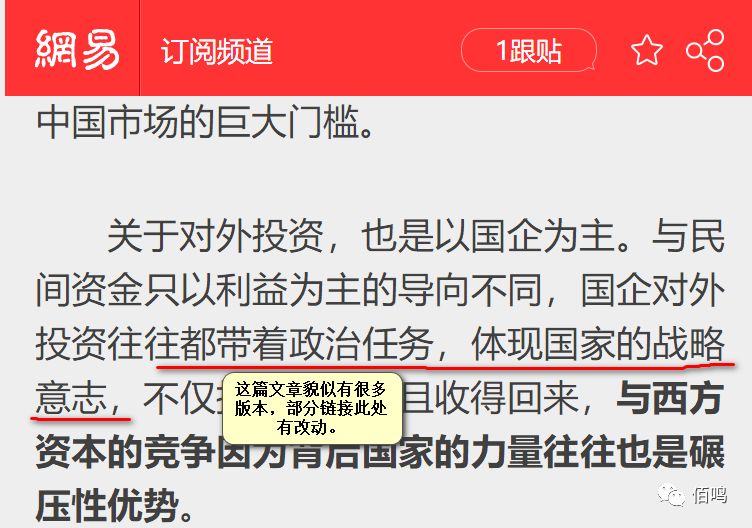 網易 订阅频道 1跟贴
中国市场的巨大门槛。
关于对外投资，也是以国企为主。与民
间资金只以利益为主的导向不同，国企对外
投资往往都带着政治任务，体现国家的战略
意志，不仅
且收得回来，与西方
这篇文章貌似有很多
版本，部分链接此处
有改动。
资本的竞争因为背后国家的力量往往也是碾
压性优势。
佰鸣